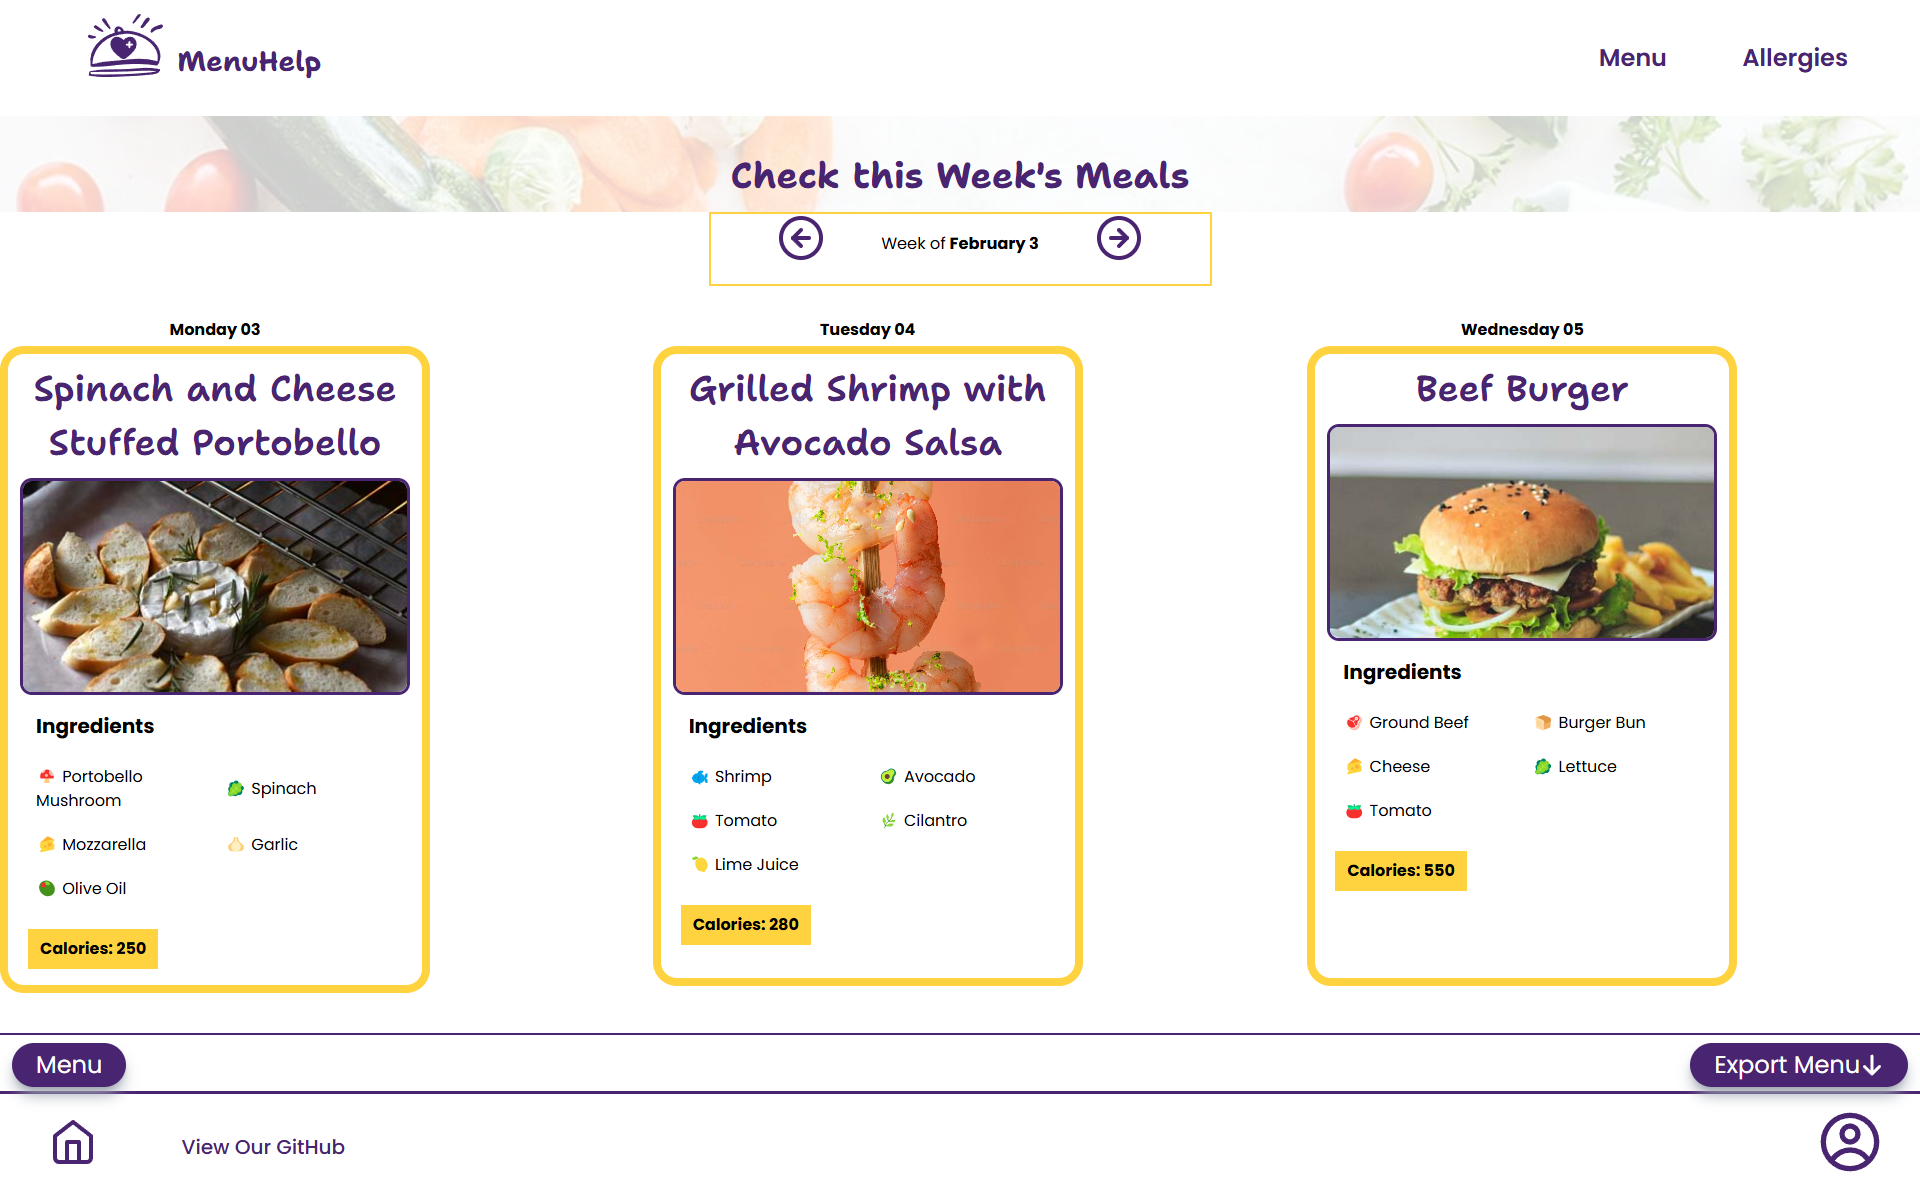 MenuHelp
Menu
Allergies
Check this Week's Meals
Week of February 3
Monday 03
Spinach and Cheese
Stuffed Portobello
Ingredients
Portobello
Mushroom
Spinach
Mozzarella
Garlic
Olive Oil
Calories: 250
Tuesday 04
Grilled Shrimp with
Avocado Salsa
Ingredients
Shrimp
Avocado
Tomato
Cilantro
Lime Juice
Calories: 280
Wednesday 05
Beef Burger
Ingredients
Ground Beef
Burger Bun
Cheese
Lettuce
Tomato
Calories: 550
Menu
Export Menu
View Our GitHub